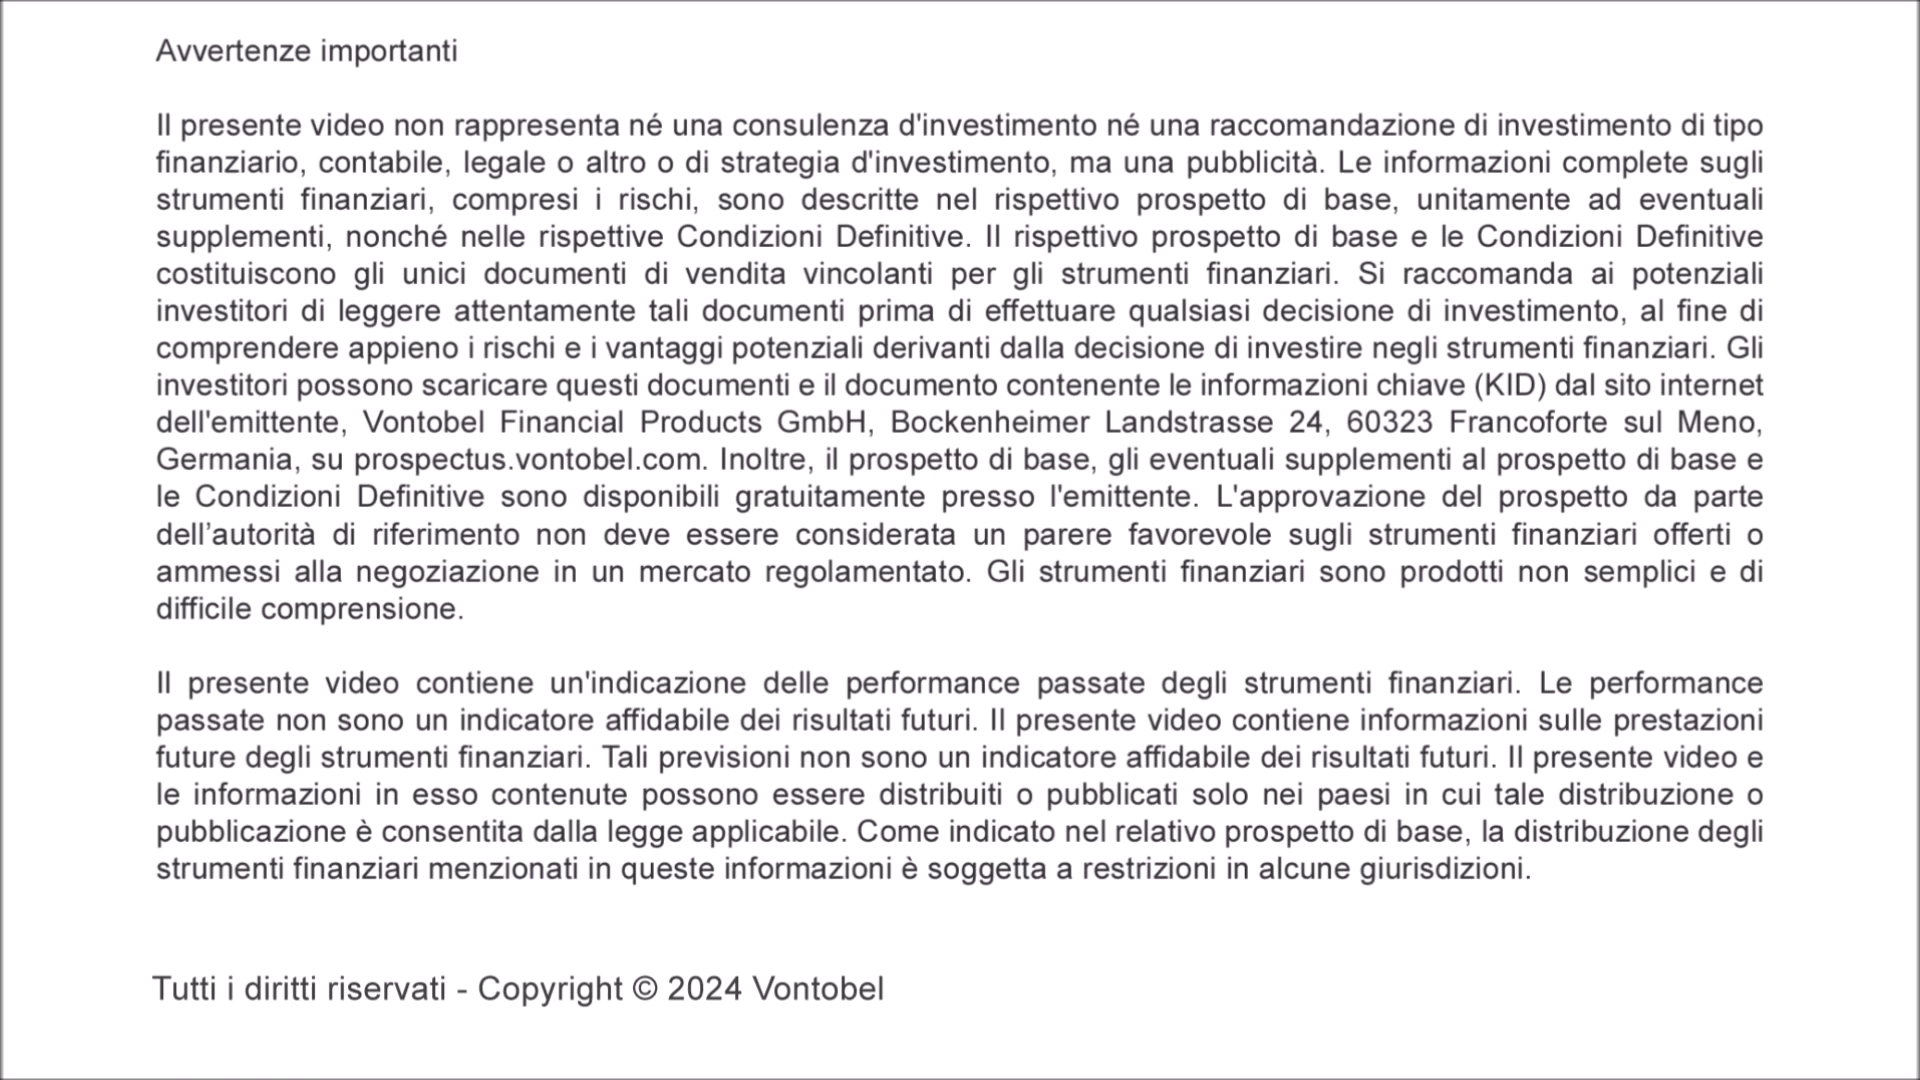 Avvertenze importanti
Il presente video non rappresenta né una consulenza d'investimento né una raccomandazione di investimento di tipo
finanziario, contabile, legale o altro o di strategia d'investimento, ma una pubblicità. Le informazioni complete sugli
strumenti finanziari, compresi i rischi, sono descritte nel rispettivo prospetto di base, unitamente ad eventuali
supplementi, nonché nelle rispettive Condizioni Definitive. Il rispettivo prospetto di base e le Condizioni Definitive
costituiscono gli unici documenti di vendita vincolanti per gli strumenti finanziari. Si raccomanda ai potenziali
investitori di leggere attentamente tali documenti prima di effettuare qualsiasi decisione di investimento, al fine di
comprendere appieno i rischi e i vantaggi potenziali derivanti dalla decisione di investire negli strumenti finanziari. Gli
investitori possono scaricare questi documenti e il documento contenente le informazioni chiave (KID) dal sito internet
dell'emittente, Vontobel Financial Products GmbH, Bockenheimer Landstrasse 24, 60323 Francoforte sul Meno,
Germania, su prospectus.vontobel.com. Inoltre, il prospetto di base, gli eventuali supplementi al prospetto di base e
le Condizioni Definitive sono disponibili gratuitamente presso l'emittente. L'approvazione del prospetto da parte
dell’autorità di riferimento non deve essere considerata un parere favorevole sugli strumenti finanziari offerti o
ammessi alla negoziazione in un mercato regolamentato. Gli strumenti finanziari sono prodotti non semplici e di
difficile comprensione.
Il presente video contiene un'indicazione delle performance passate degli strumenti finanziari. Le performance
passate non sono un indicatore affidabile dei risultati futuri. Il presente video contiene informazioni sulle prestazioni
future degli strumenti finanziari. Tali previsioni non sono un indicatore affidabile dei risultati futuri. Il presente video e
le informazioni in esso contenute possono essere distribuiti o pubblicati solo nei paesi in cui tale distribuzione o
pubblicazione è consentita dalla legge applicabile. Come indicato nel relativo prospetto di base, la distribuzione degli
strumenti finanziari menzionati in queste informazioni è soggetta a restrizioni in alcune giurisdizioni.
Tutti i diritti riservati - Copyright © 2024 Vontobel